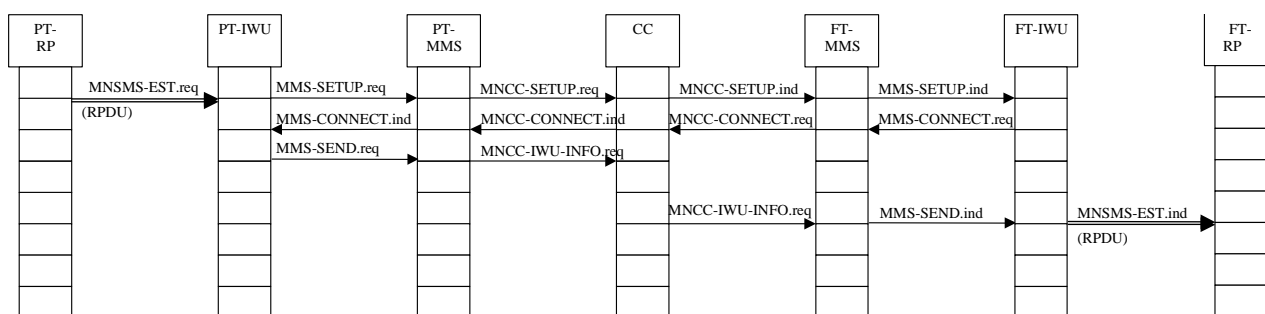 PT-
RP
PT-IWU
PT-
MMS
CC
FT-
MMS
FT-IWU
FT-
RP
MNSMS-EST.req
MMS-SETUP.req
MNCC-SETUP.req
MNCC-SETUP.ind
MMS-SETUP.ind
(RPDU)
MMS-CONNECT.ind
MNCC-CONNECT.ind
MNCC-CONNECT.req
MMS-CONNECT.req
MMS-SEND.req
MNCC-IWU-INFO.req
MNCC-IWU-INFO.req
MMS-SEND.ind
MNSMS-EST.ind
(RPDU)